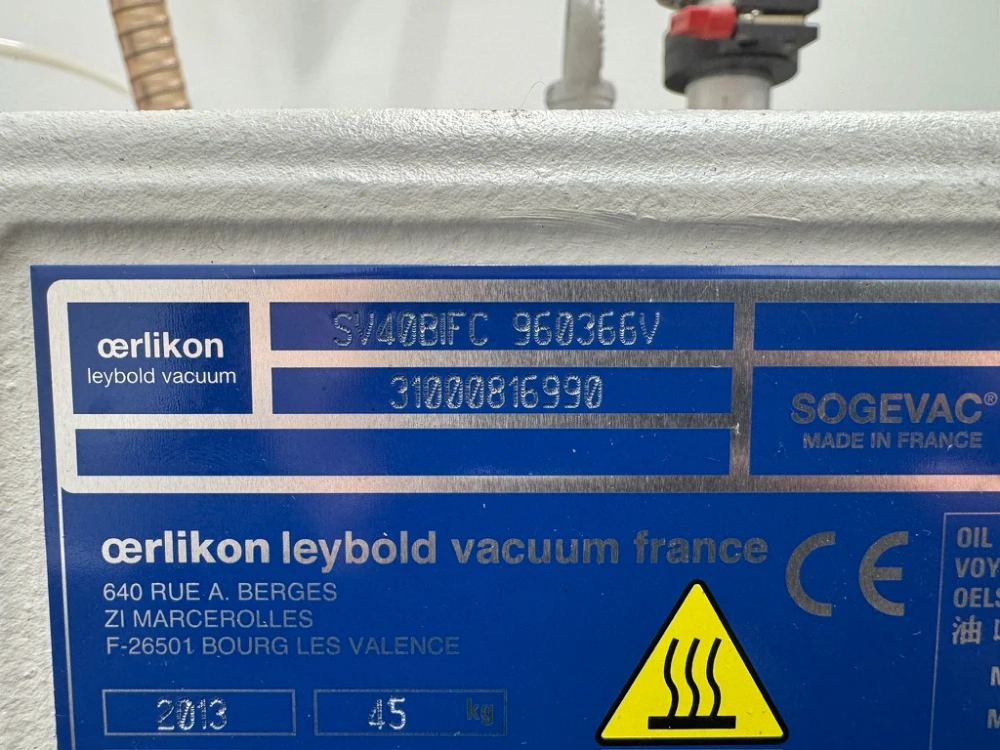 œrlikon
leybold vacuum
SV40BIFC 960366V
31000816990
SOGEVAC®
MADE IN FRANCE
œrlikon leybold vacuum france
640 RUE A. BERGES
ZI MARCEROLLES
F-26501 BOURG LES VALENCE
CE
2013
45 kg
OIL
VOY
OELS
油
M
M